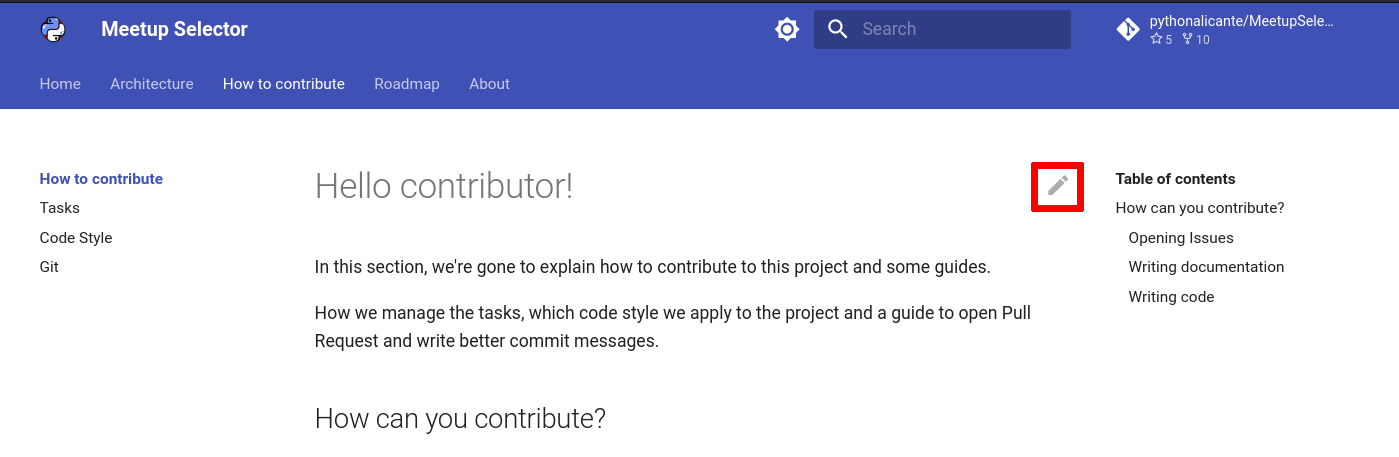 Meetup Selector
Search
pythonalicante/MeetupSele...
5 10
Home Architecture How to contribute Roadmap About
How to contribute
Tasks
Code Style
Git
Hello contributor!
In this section, we're gone to explain how to contribute to this project and some guides.
How we manage the tasks, which code style we apply to the project and a guide to open Pull
Request and write better commit messages.
How can you contribute?
Table of contents
How can you contribute?
Opening Issues
Writing documentation
Writing code